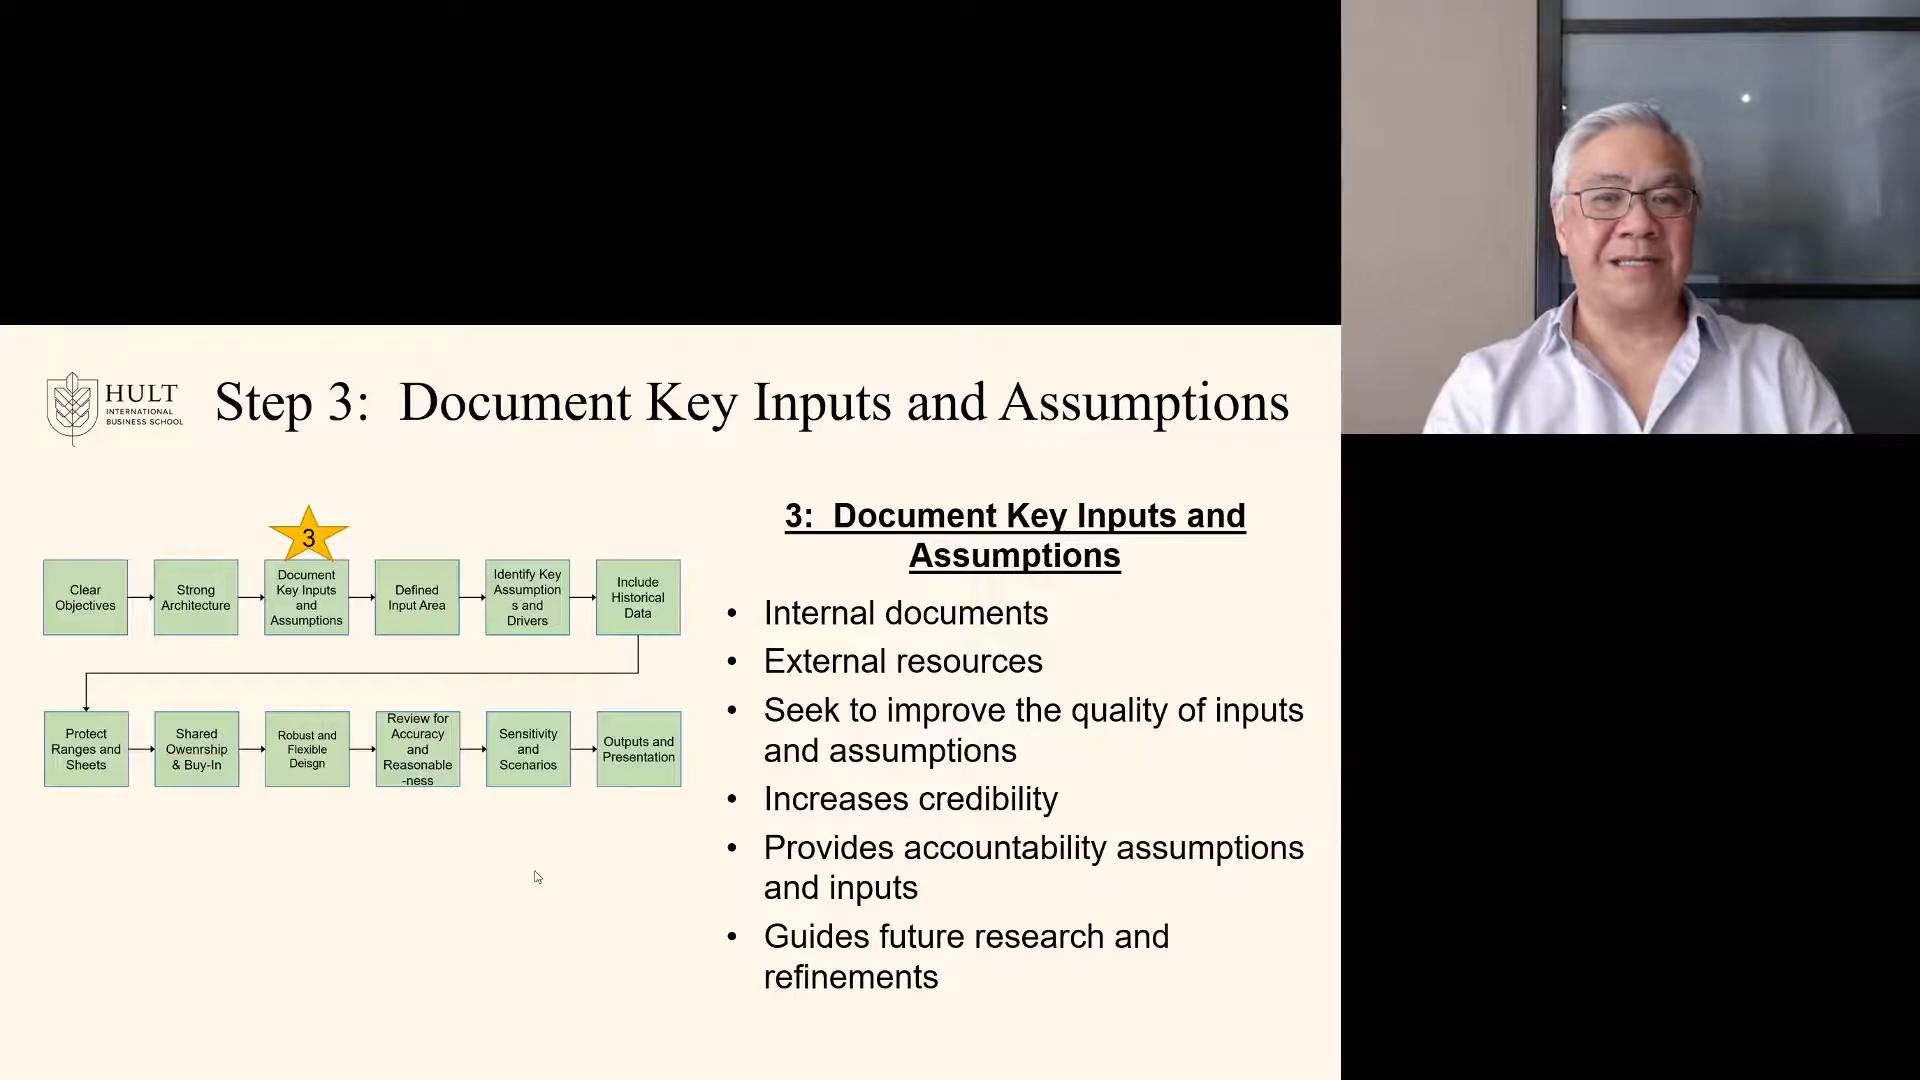 HULT
INTERNATIONAL
BUSINESS SCHOOL
Step 3: Document Key Inputs and Assumptions
3
Clear
Objectives
Strong
Architecture
Document
Key Inputs
and
Assumptions
Defined
Input Area
Identify Key
Assumption
s and
Drivers
Include
Historical
Data
Protect
Ranges and
Sheets
Shared
Owenrship
& Buy-In
Robust and
Flexible
Deisgn
Review for
Accuracy
and
Reasonable
-ness
Sensitivity
and
Scenarios
Outputs and
Presentation
3: Document Key Inputs and
Assumptions
• Internal documents
• External resources
• Seek to improve the quality of inputs
and assumptions
• Increases credibility
• Provides accountability assumptions
and inputs
• Guides future research and
refinements